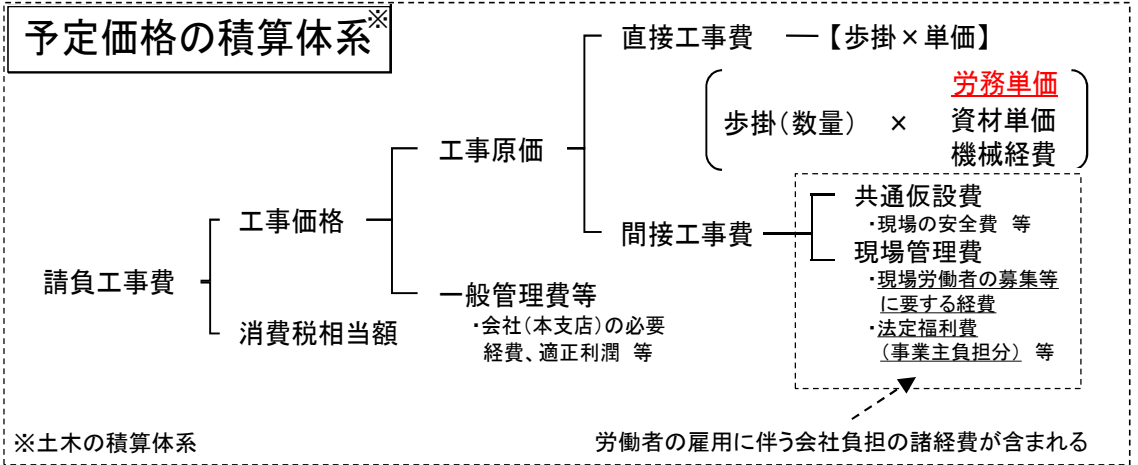 予定価格の積算体系※
直接工事費 ― 【歩掛×単価】
労務単価
歩掛(数量) × 資材単価
機械経費
工事原価
共通仮設費
・現場の安全費 等
工事価格
間接工事費
現場管理費
・現場労働者の募集等
に要する経費
請負工事費
一般管理費等
・会社(本支店)の必要
経費、適正利潤 等
・法定福利費
(事業主負担分) 等
消費税相当額
※土木の積算体系
労働者の雇用に伴う会社負担の諸経費が含まれる